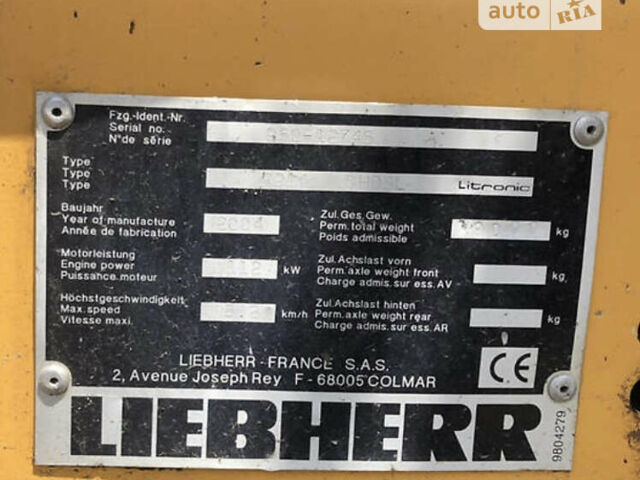 auto RIA
Fzg.-Ident.-Nr.
Serial no.
N°de série
Type
Type
Type
Litronic
Baujahr
Year of manufacture
Année de fabrication
2004
Zul.Ges.Gew.
Perm.total weight
Poids admissible
kg
Motorleistung
Engine power
Puissance.moteur
112
kW
Zul.Achslast vorn
Perm.axle weight front
Charge admis.sur ess.AV
kg
Höchstgeschwindigkeit
Max.speed
Vitesse maxi.
km/h
Zul.Achslast hinten
Perm.axle weight rear
Charge admis.sur ess.AR
kg
LIEBHERR-FRANCE S.A.S.
2, Avenue Joseph Rey F-68005 COLMAR
CE
LIEBHERR
9804279